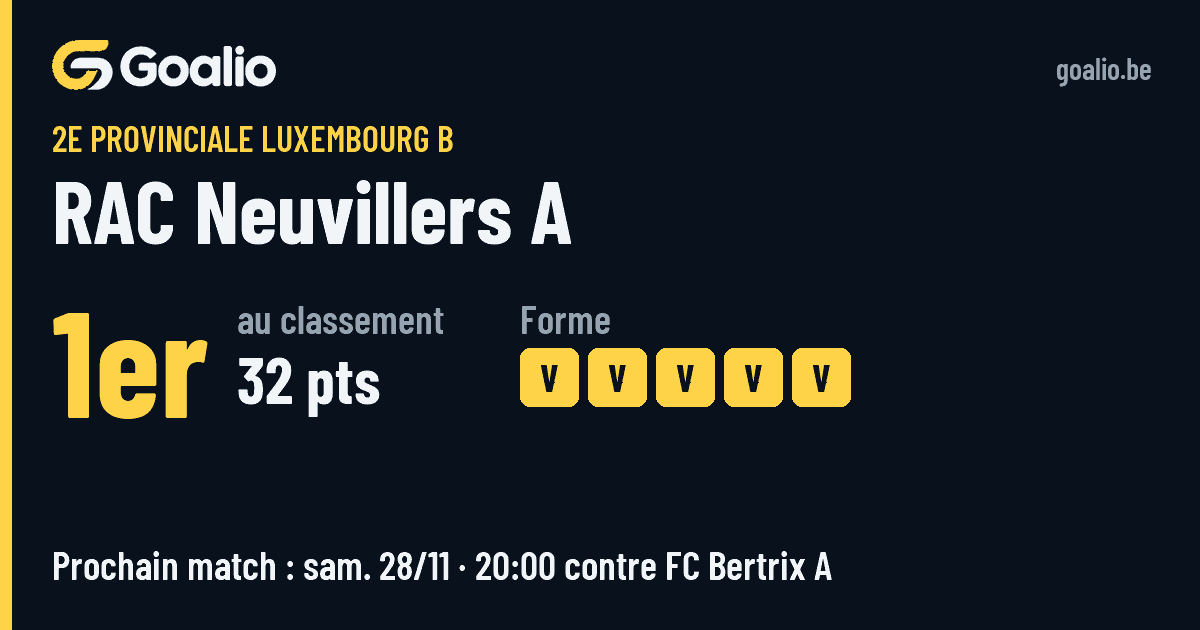 Goalio
goalio.be
2E PROVINCIALE LUXEMBOURG B
RAC Neuvillers A
1er
au classement
32 pts
Forme
V V V V V
Prochain match : sam. 28/11 · 20:00 contre FC Bertrix A